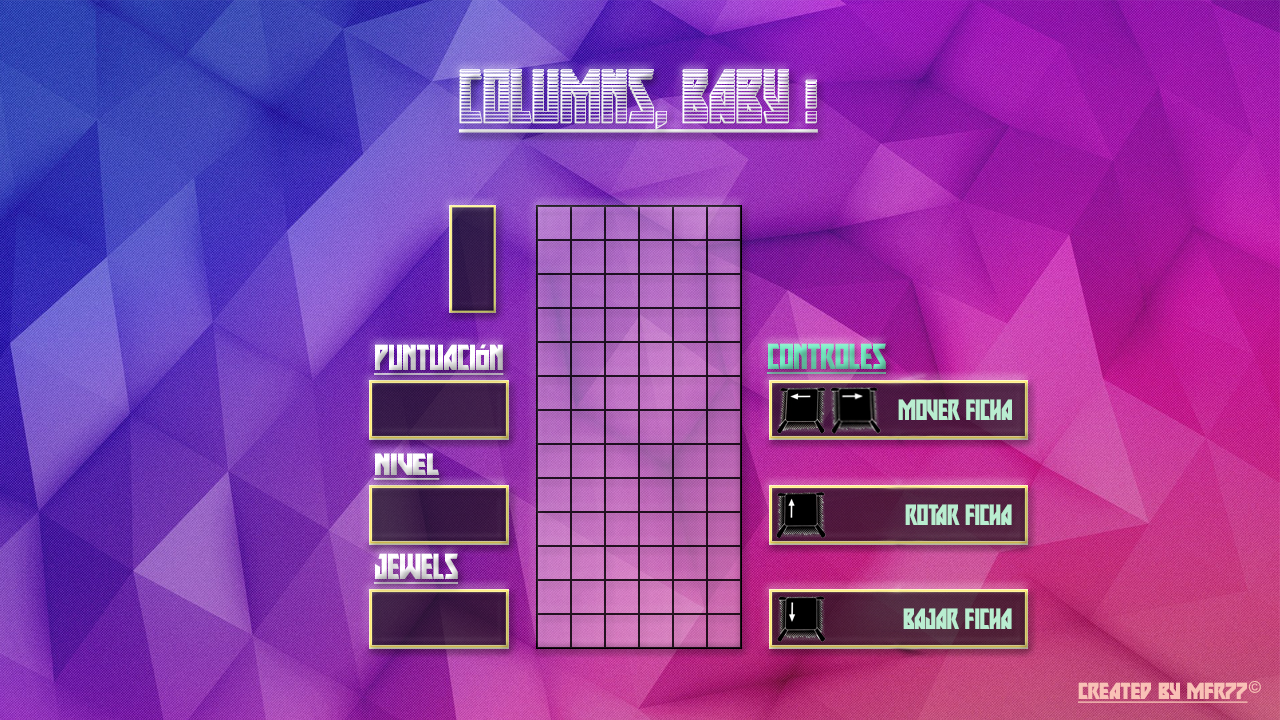 COLUMNS, BABY !
PUNTUACIÓN
NIVEL
JEWELS
CONTROLES
MOVER FICHA
ROTAR FICHA
BAJAR FICHA
CREATED BY MFR77©